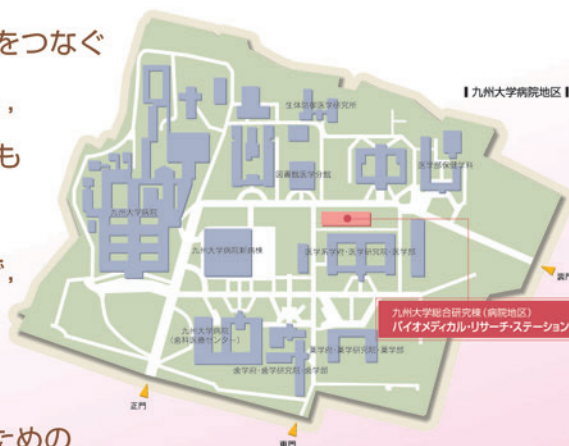 をつなぐ
，
も
，
ための
▌九州大学病院地区▐
生体防御医学研究所
図書館医学分館
医学部保健学科
九州大学病院
九州大学病院新病棟
医学系学府・医学研究院・医学部
九州大学総合研究棟（病院地区）
バイオメディカル・リサーチ・ステーション
九州大学病院
（歯科医療センター）
薬学府・薬学研究院・薬学部
歯学府・歯学研究院・歯学部
裏門
正門
東門